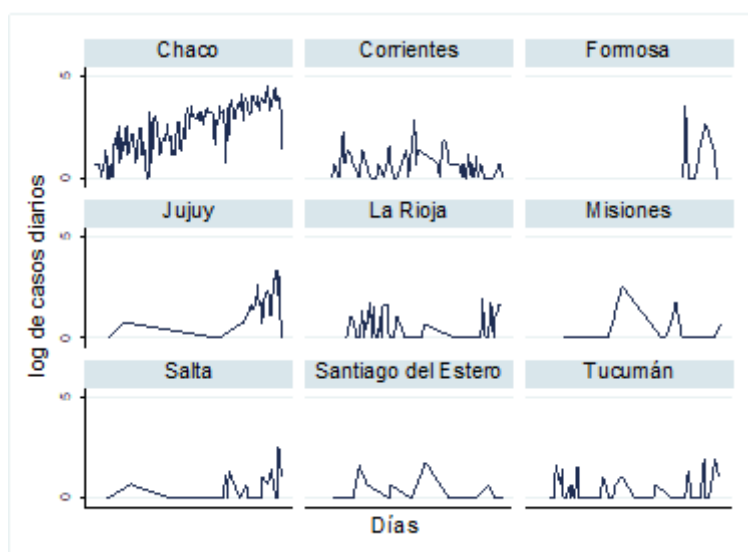 Chaco Corrientes Formosa
5
0
Jujuy La Rioja Misiones
5
0
Salta Santiago del Estero Tucumán
5
0
log de casos diarios
Días